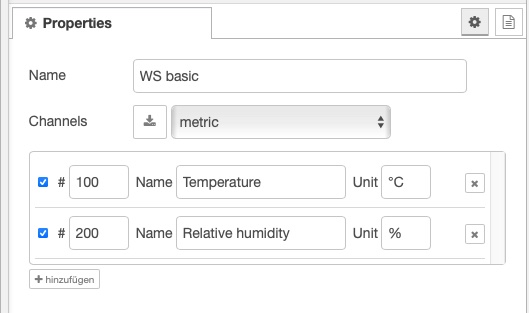 Properties
Name WS basic
Channels metric
# 100 Name Temperature Unit °C
# 200 Name Relative humidity Unit %
+ hinzufügen